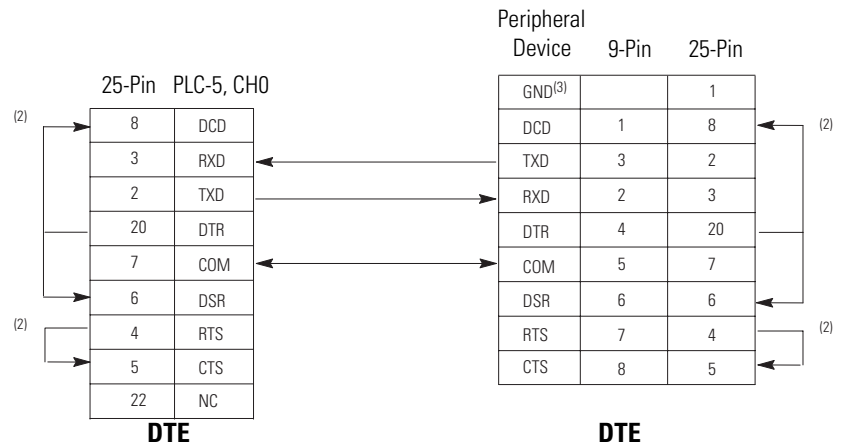 Peripheral
Device 9-Pin 25-Pin
25-Pin PLC-5, CH0
GND(3) 1
(2) 8 DCD
DCD 1 8 (2)
3 RXD
TXD 3 2
2 TXD
RXD 2 3
20 DTR
DTR 4 20
7 COM
COM 5 7
6 DSR
DSR 6 6
(2) 4 RTS
RTS 7 4 (2)
5 CTS
CTS 8 5
22 NC
DTE DTE